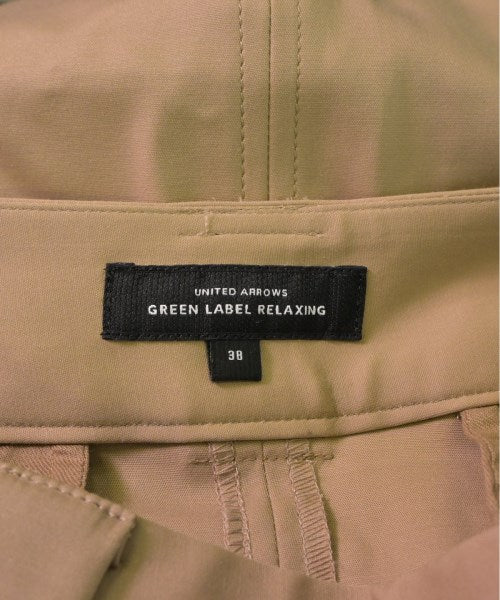 UNITED ARROWS
GREEN LABEL RELAXING
38